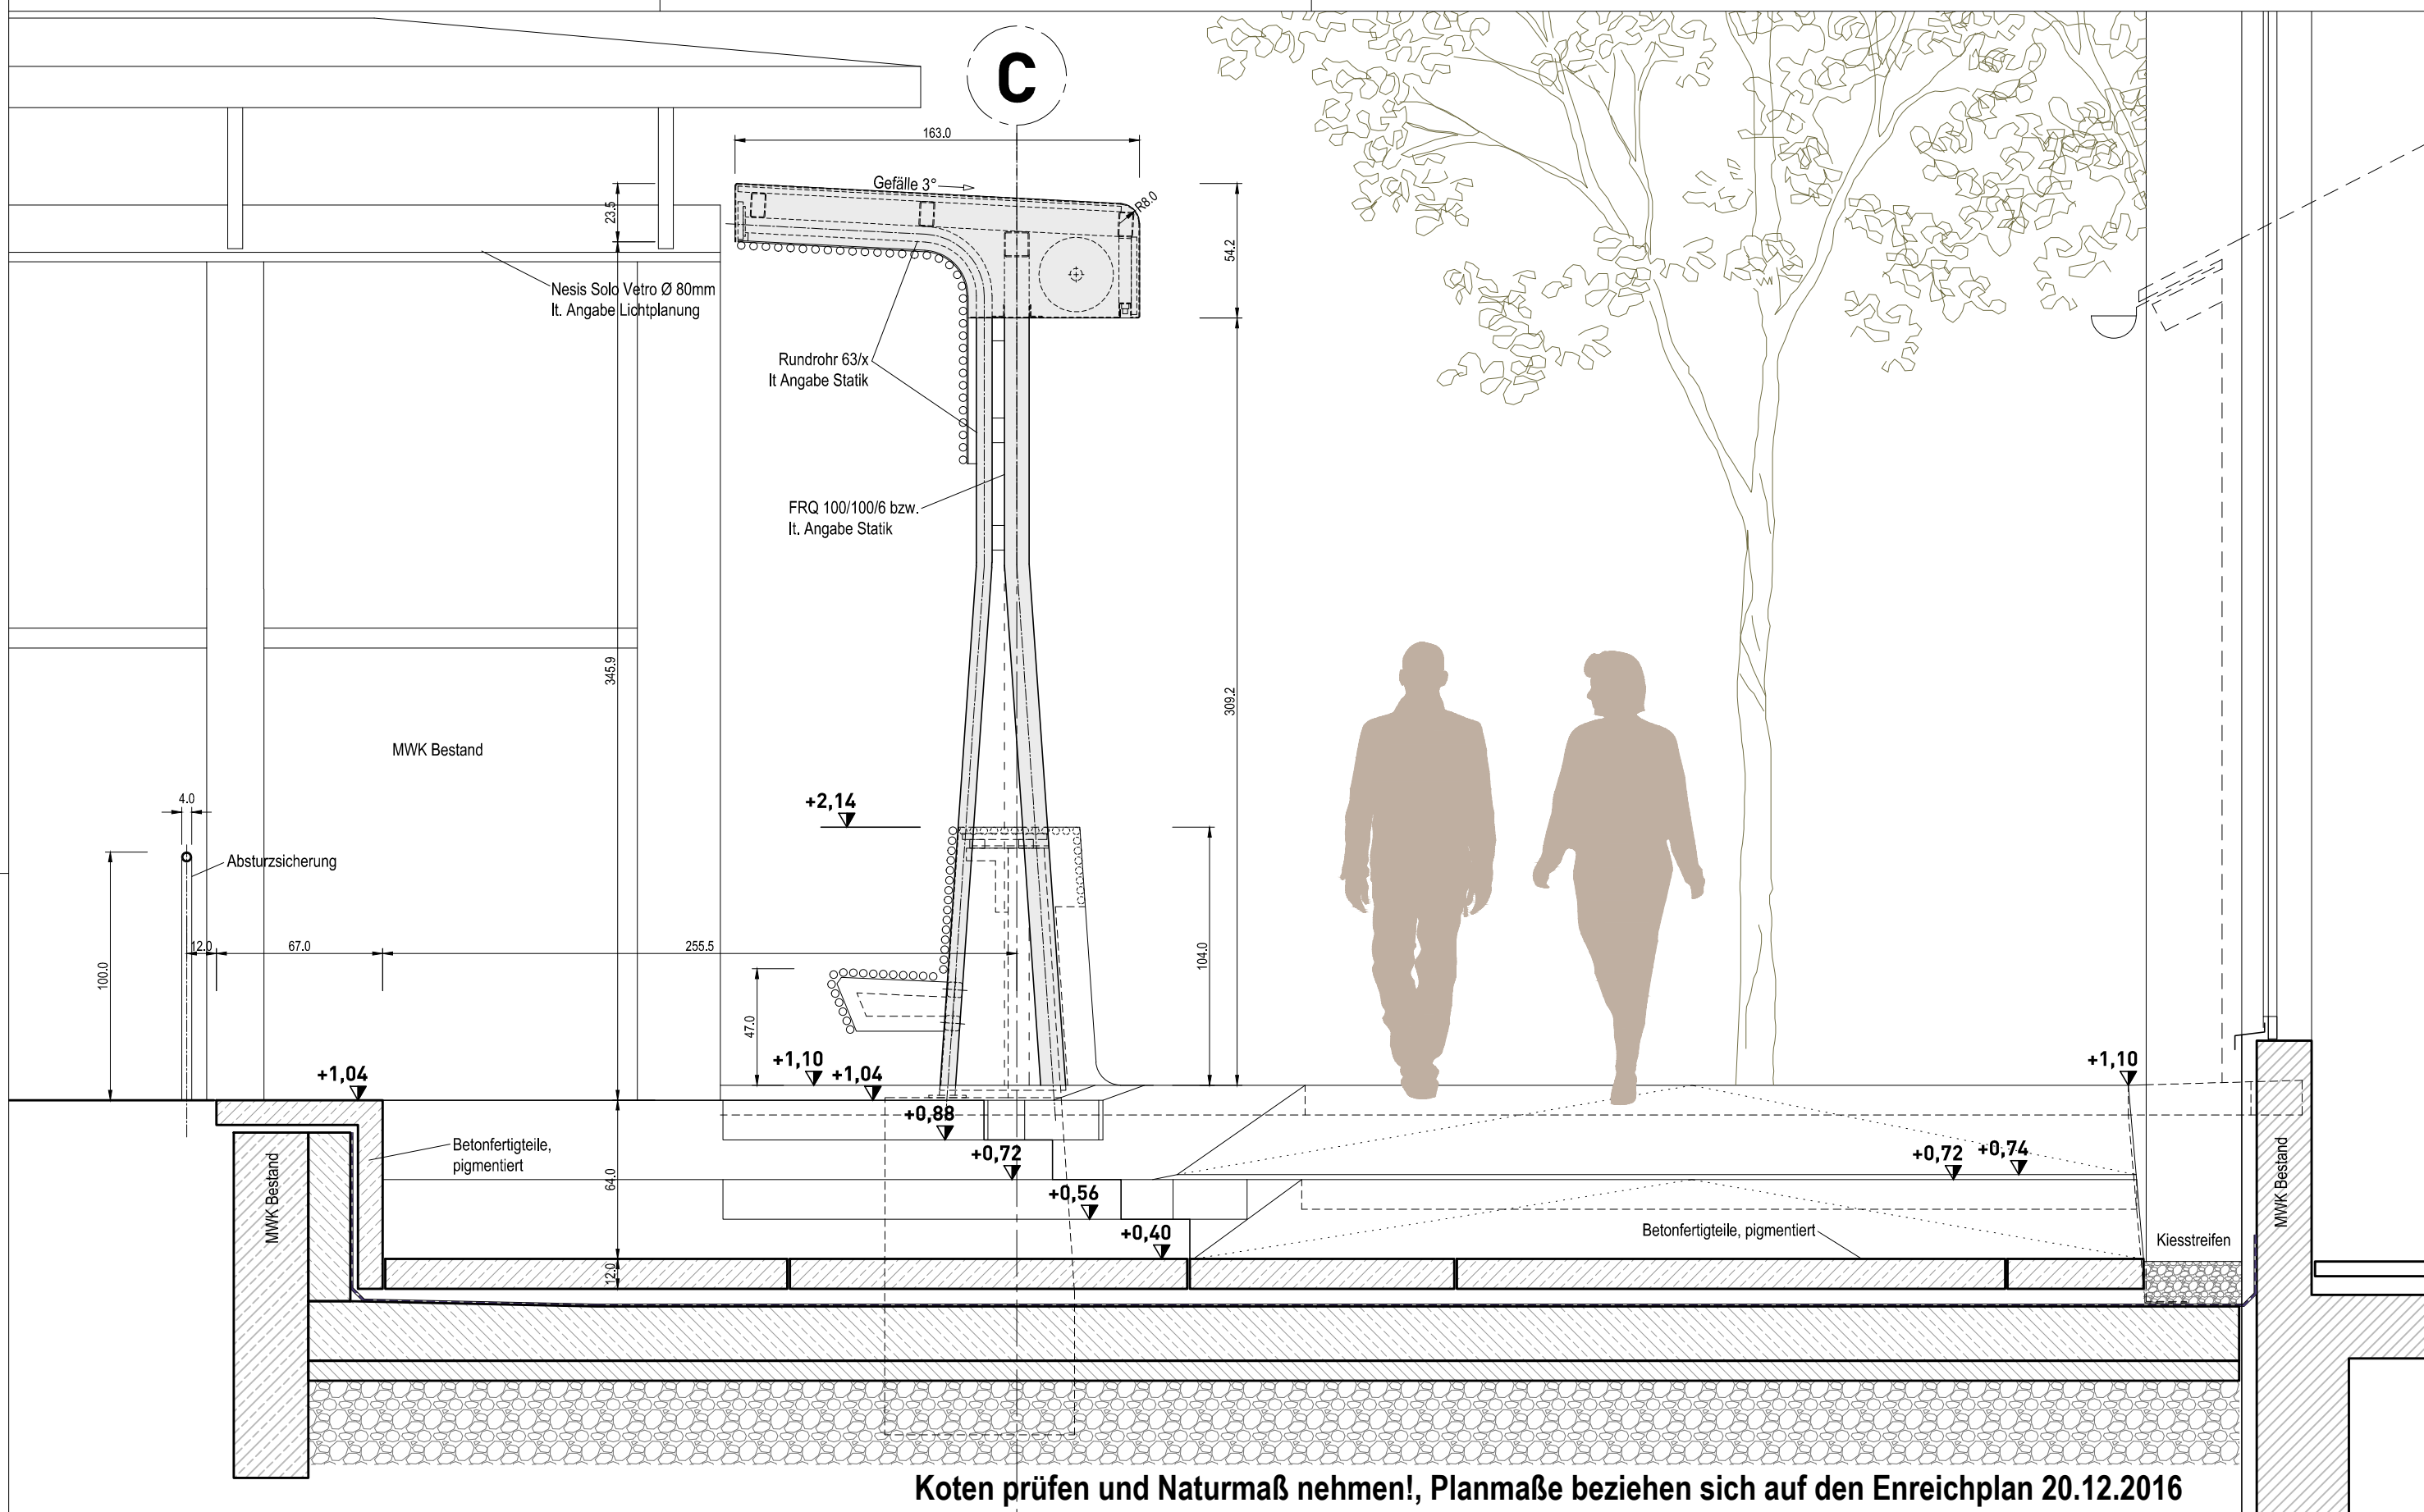 C
163.0
Gefälle 3°
R8.0
23.5
54.2
Nesis Solo Vetro Ø 80mm
lt. Angabe Lichtplanung
Rundrohr 63/x
lt Angabe Statik
FRQ 100/100/6 bzw.
lt. Angabe Statik
345.9
309.2
MWK Bestand
4.0
+2,14
Absturzsicherung
12.0
67.0
255.5
100.0
104.0
47.0
+1,04
+1,10
+1,04
+1,10
+0,88
Betonfertigteile,
pigmentiert
+0,72
+0,72
+0,74
MWK Bestand
64.0
+0,56
+0,40
Betonfertigteile, pigmentiert
Kiesstreifen
MWK Bestand
12.0
Koten prüfen und Naturmaß nehmen!, Planmaße beziehen sich auf den Enreichplan 20.12.2016